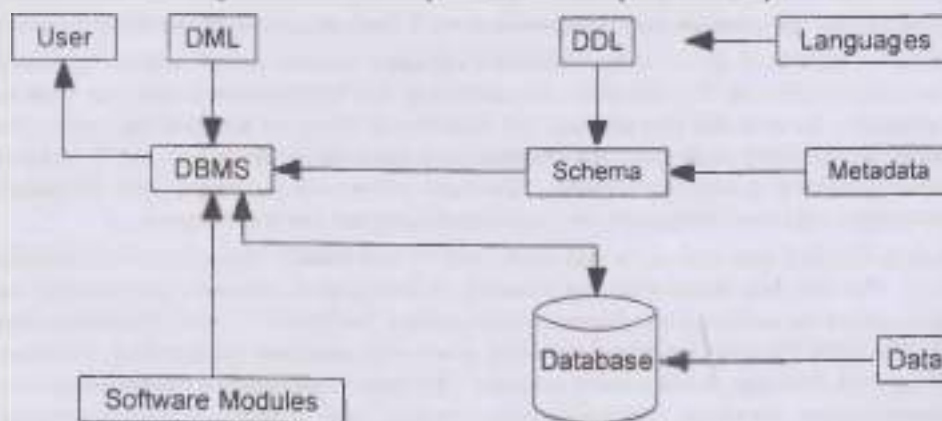 User
DML
DDL
Languages
DBMS
Schema
Metadata
Database
Data
Software Modules